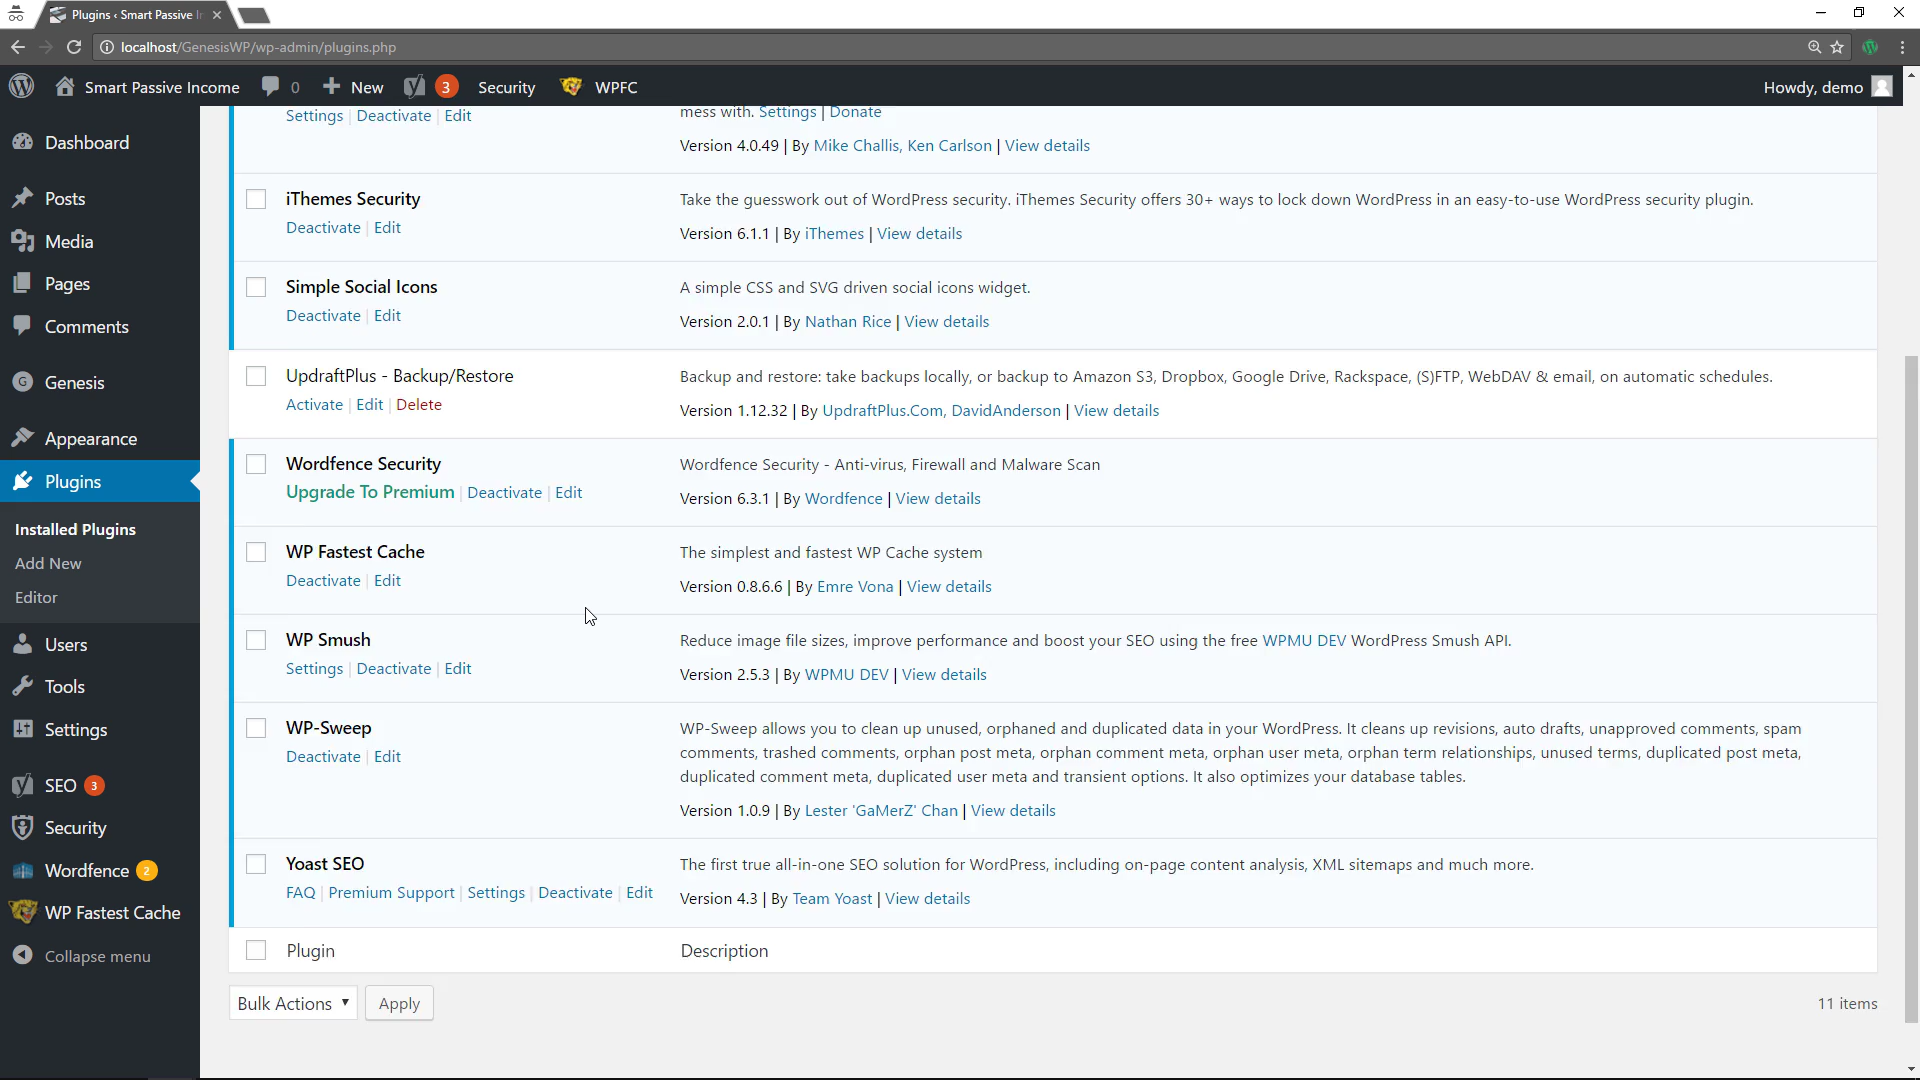 Plugins ‹ Smart Passive In
localhost/GenesisWP/wp-admin/plugins.php
Smart Passive Income 0 New 3 Security WPFC Howdy, demo
Dashboard
Posts
Media
Pages
Comments
Genesis
Appearance
Plugins
Installed Plugins
Add New
Editor
Users
Tools
Settings
SEO 3
Security
Wordfence 2
WP Fastest Cache
Collapse menu
Settings | Deactivate | Edit
mess with. Settings | Donate
Version 4.0.49 | By Mike Challis, Ken Carlson | View details
iThemes Security
Deactivate | Edit
Take the guesswork out of WordPress security. iThemes Security offers 30+ ways to lock down WordPress in an easy-to-use WordPress security plugin.
Version 6.1.1 | By iThemes | View details
Simple Social Icons
Deactivate | Edit
A simple CSS and SVG driven social icons widget.
Version 2.0.1 | By Nathan Rice | View details
UpdraftPlus - Backup/Restore
Activate | Edit | Delete
Backup and restore: take backups locally, or backup to Amazon S3, Dropbox, Google Drive, Rackspace, (S)FTP, WebDAV & email, on automatic schedules.
Version 1.12.32 | By UpdraftPlus.Com, DavidAnderson | View details
Wordfence Security
Upgrade To Premium | Deactivate | Edit
Wordfence Security - Anti-virus, Firewall and Malware Scan
Version 6.3.1 | By Wordfence | View details
WP Fastest Cache
Deactivate | Edit
The simplest and fastest WP Cache system
Version 0.8.6.6 | By Emre Vona | View details
WP Smush
Settings | Deactivate | Edit
Reduce image file sizes, improve performance and boost your SEO using the free WPMU DEV WordPress Smush API.
Version 2.5.3 | By WPMU DEV | View details
WP-Sweep
Deactivate | Edit
WP-Sweep allows you to clean up unused, orphaned and duplicated data in your WordPress. It cleans up revisions, auto drafts, unapproved comments, spam
comments, trashed comments, orphan post meta, orphan comment meta, orphan user meta, orphan term relationships, unused terms, duplicated post meta,
duplicated comment meta, duplicated user meta and transient options. It also optimizes your database tables.
Version 1.0.9 | By Lester 'GaMerZ' Chan | View details
Yoast SEO
FAQ | Premium Support | Settings | Deactivate | Edit
The first true all-in-one SEO solution for WordPress, including on-page content analysis, XML sitemaps and much more.
Version 4.3 | By Team Yoast | View details
Plugin
Description
Bulk Actions
Apply
11 items